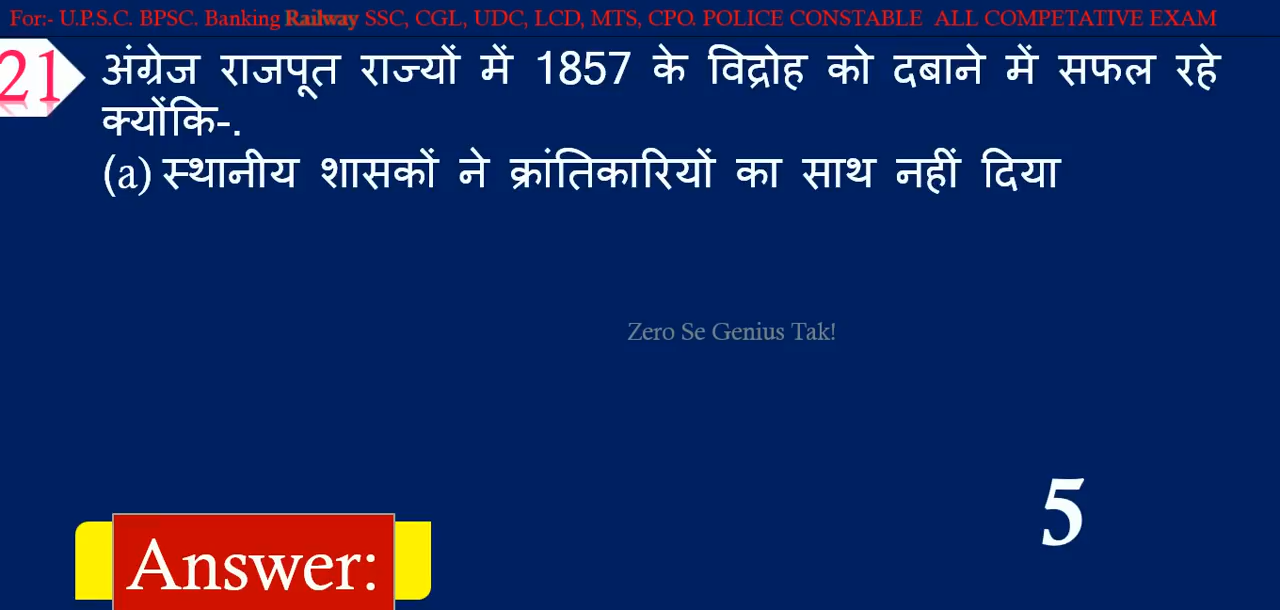 For:- U.P.S.C. BPSC. Banking Railway SSC, CGL, UDC, LCD, MTS, CPO. POLICE CONSTABLE ALL COMPETATIVE EXAM
21 अंग्रेज राजपूत राज्यों में 1857 के विद्रोह को दबाने में सफल रहे
क्योंकि-.
(a) स्थानीय शासकों ने क्रांतिकारियों का साथ नहीं दिया
Zero Se Genius Tak!
5
Answer: